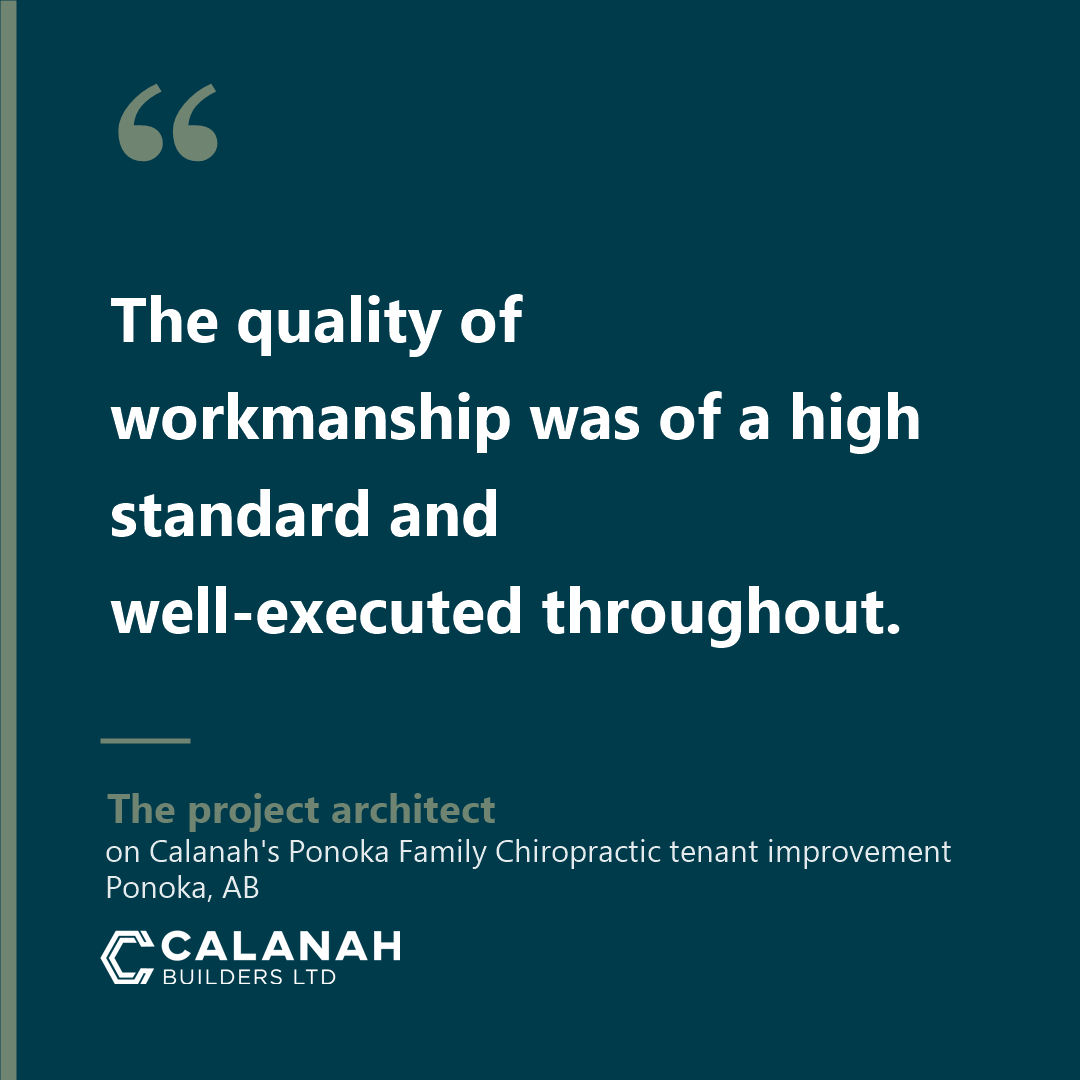 “
The quality of
workmanship was of a high
standard and
well-executed throughout.
The project architect
on Calanah's Ponoka Family Chiropractic tenant improvement
Ponoka, AB
CALANAH
BUILDERS LTD